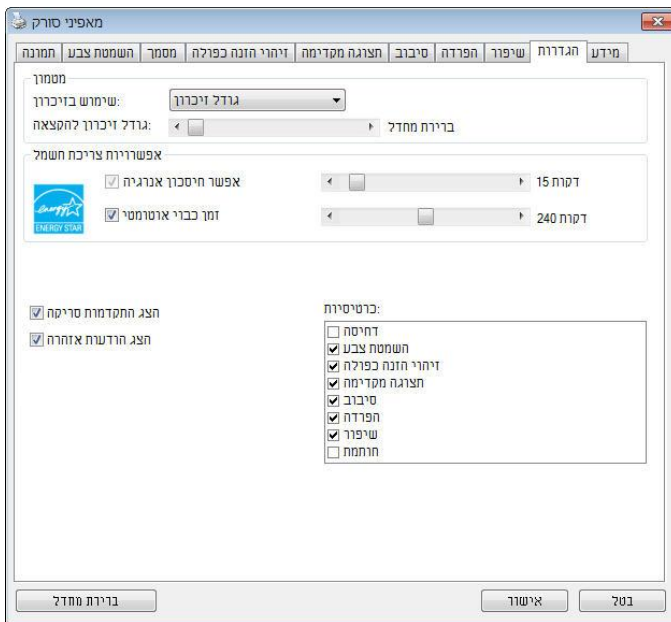 מאפיני סורק
תמונה השמטת צבע מסמך זיהוי הזנה כפולה תצוגה מקדימה סיבוב הפרדה שיפור הגדרות מידע
מטמון
שימוש בזיכרון: גודל זיכרון
גודל זיכרון להקצאה: ברירת מחדל
אפשרויות צריכת חשמל
אפשר חיסכון אנרגיה 15 דקות
זמן כבוי אוטומטי 240 דקות
energy
ENERGY STAR
הצג התקדמות סריקה
הצג הודעות אזהרה
כרטיסיות:
דחיסה
השמטת צבע
זיהוי הזנה כפולה
תצוגה מקדימה
סיבוב
הפרדה
שיפור
חותמת
ברירת מחדל אישור בטל